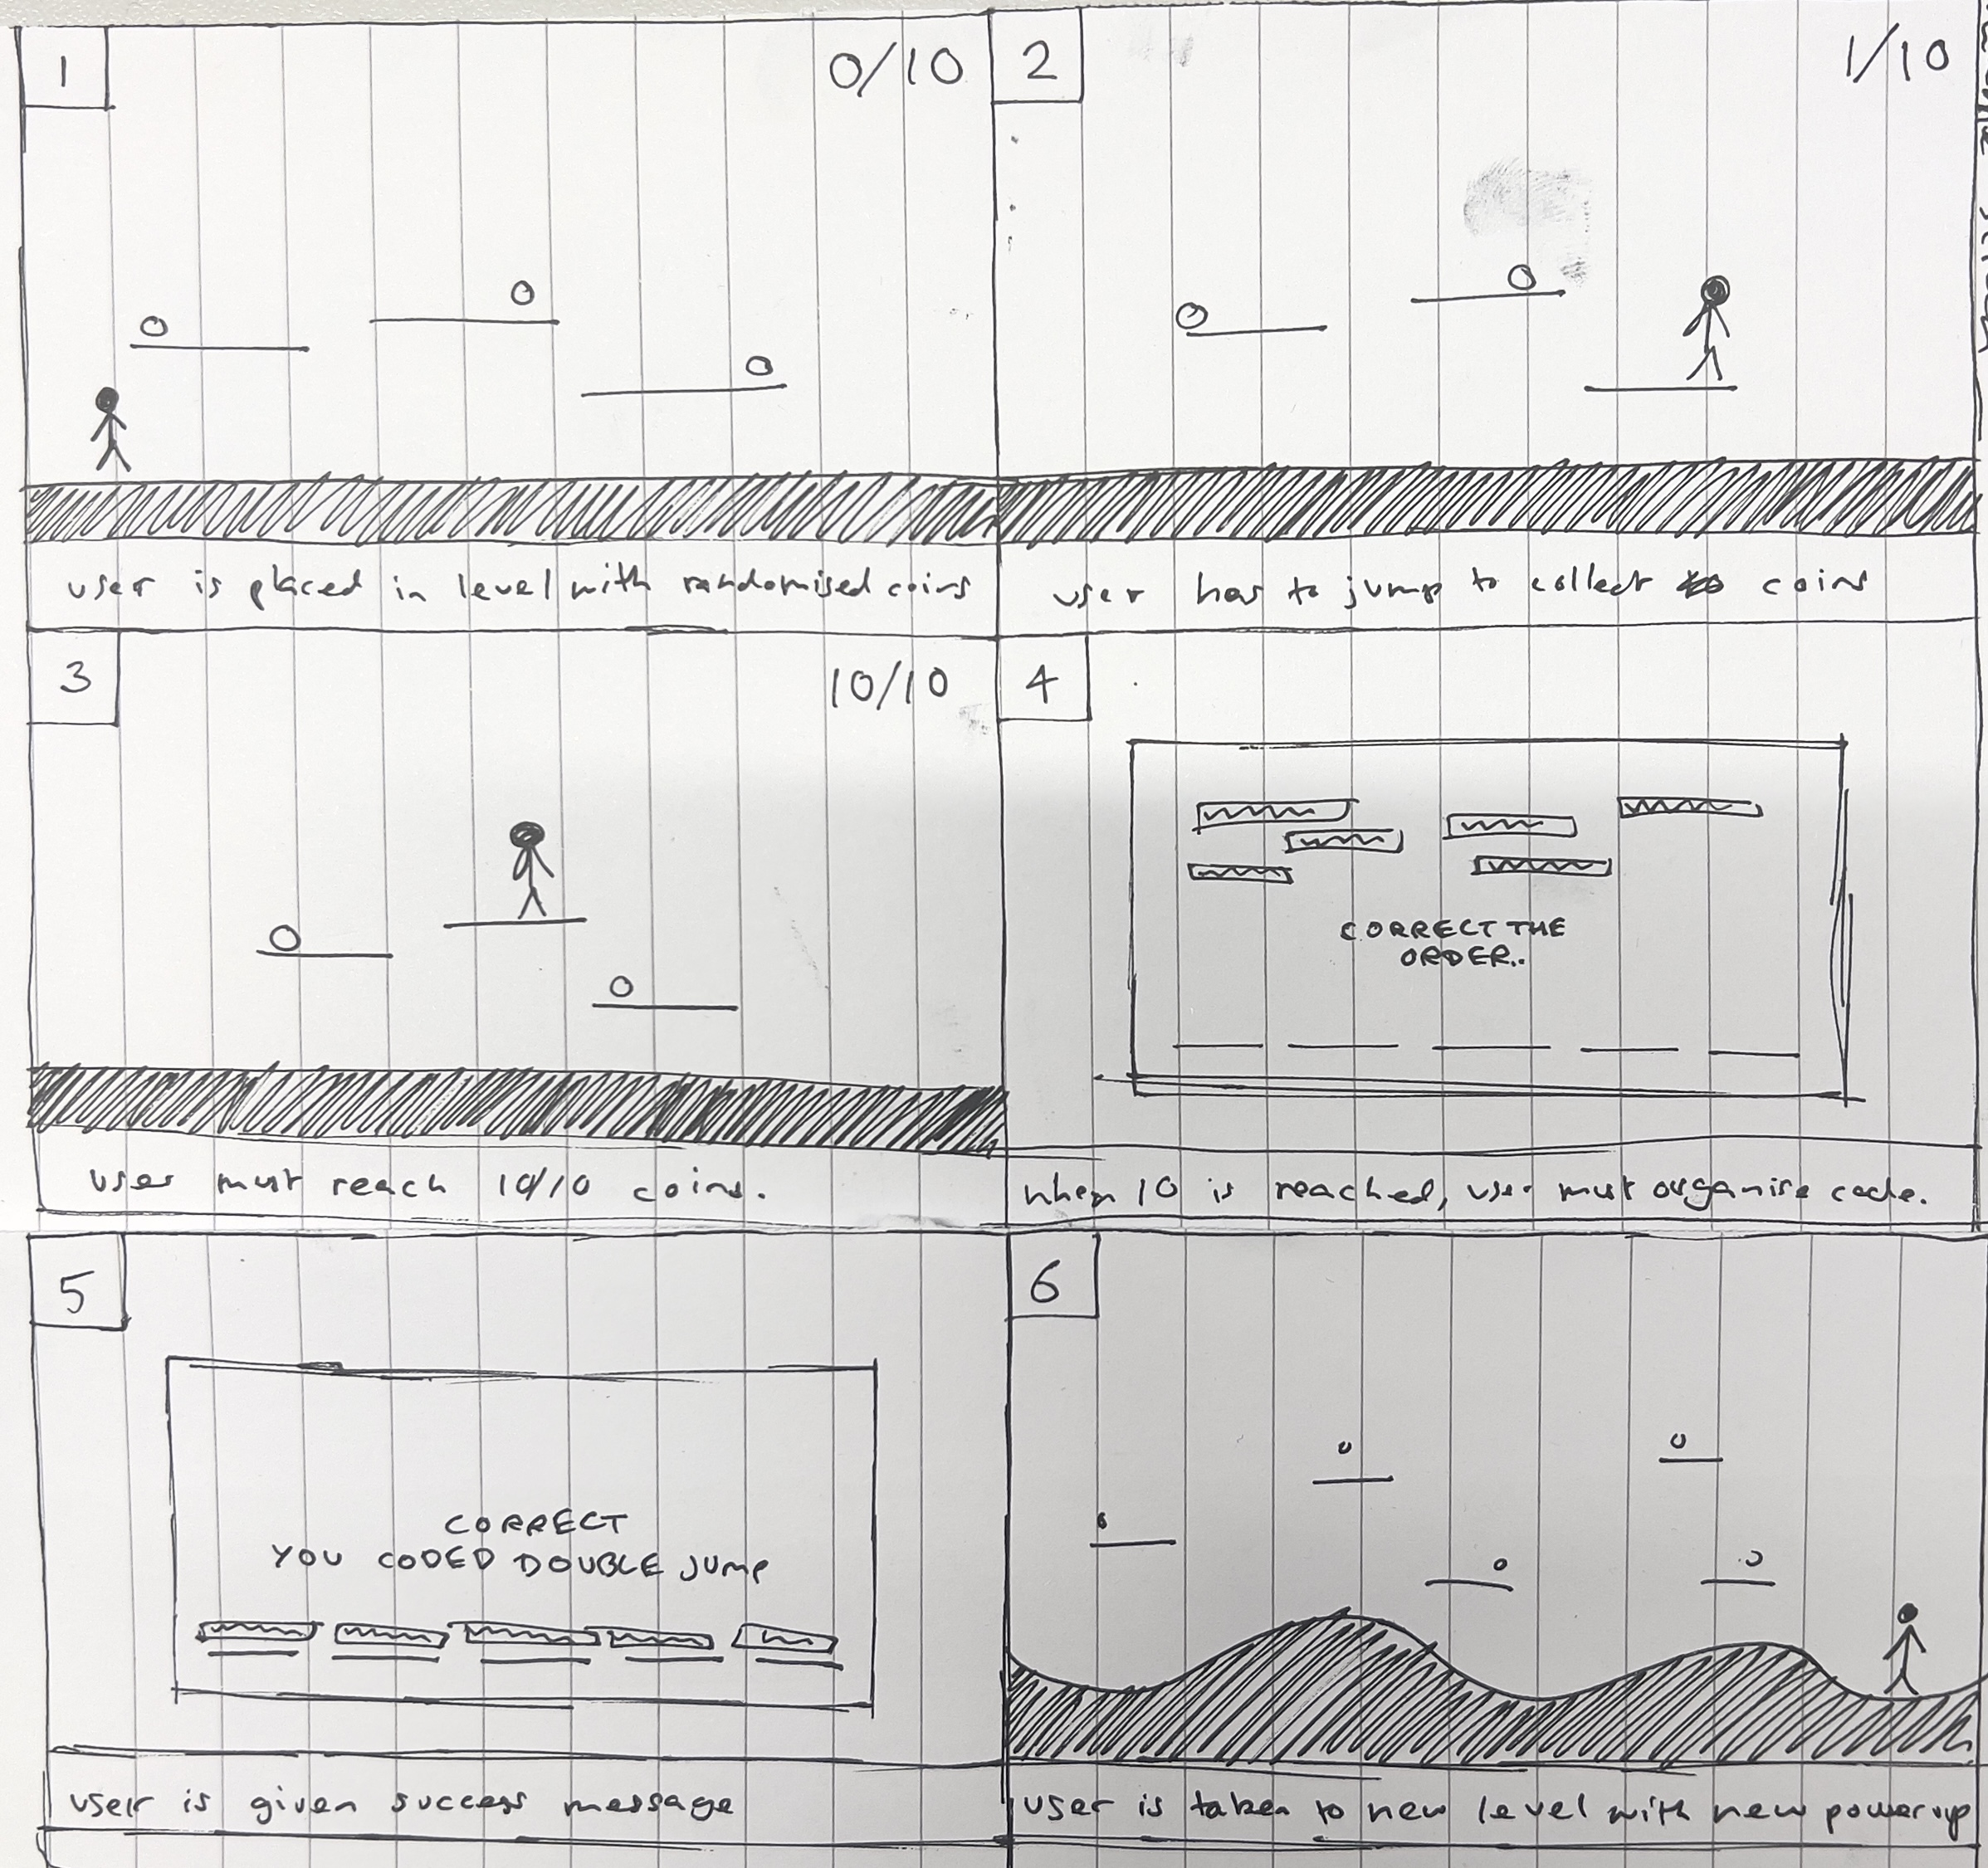 1
0/10
user is placed in level with randomised coins
2
1/10
user has to jump to collect coins
3
10/10
user must reach 10/10 coins.
4
CORRECT THE
ORDER..
when 10 is reached, user must organise code.
5
CORRECT
YOU CODED DOUBLE JUMP
user is given success message
6
user is taken to new level with new powerup